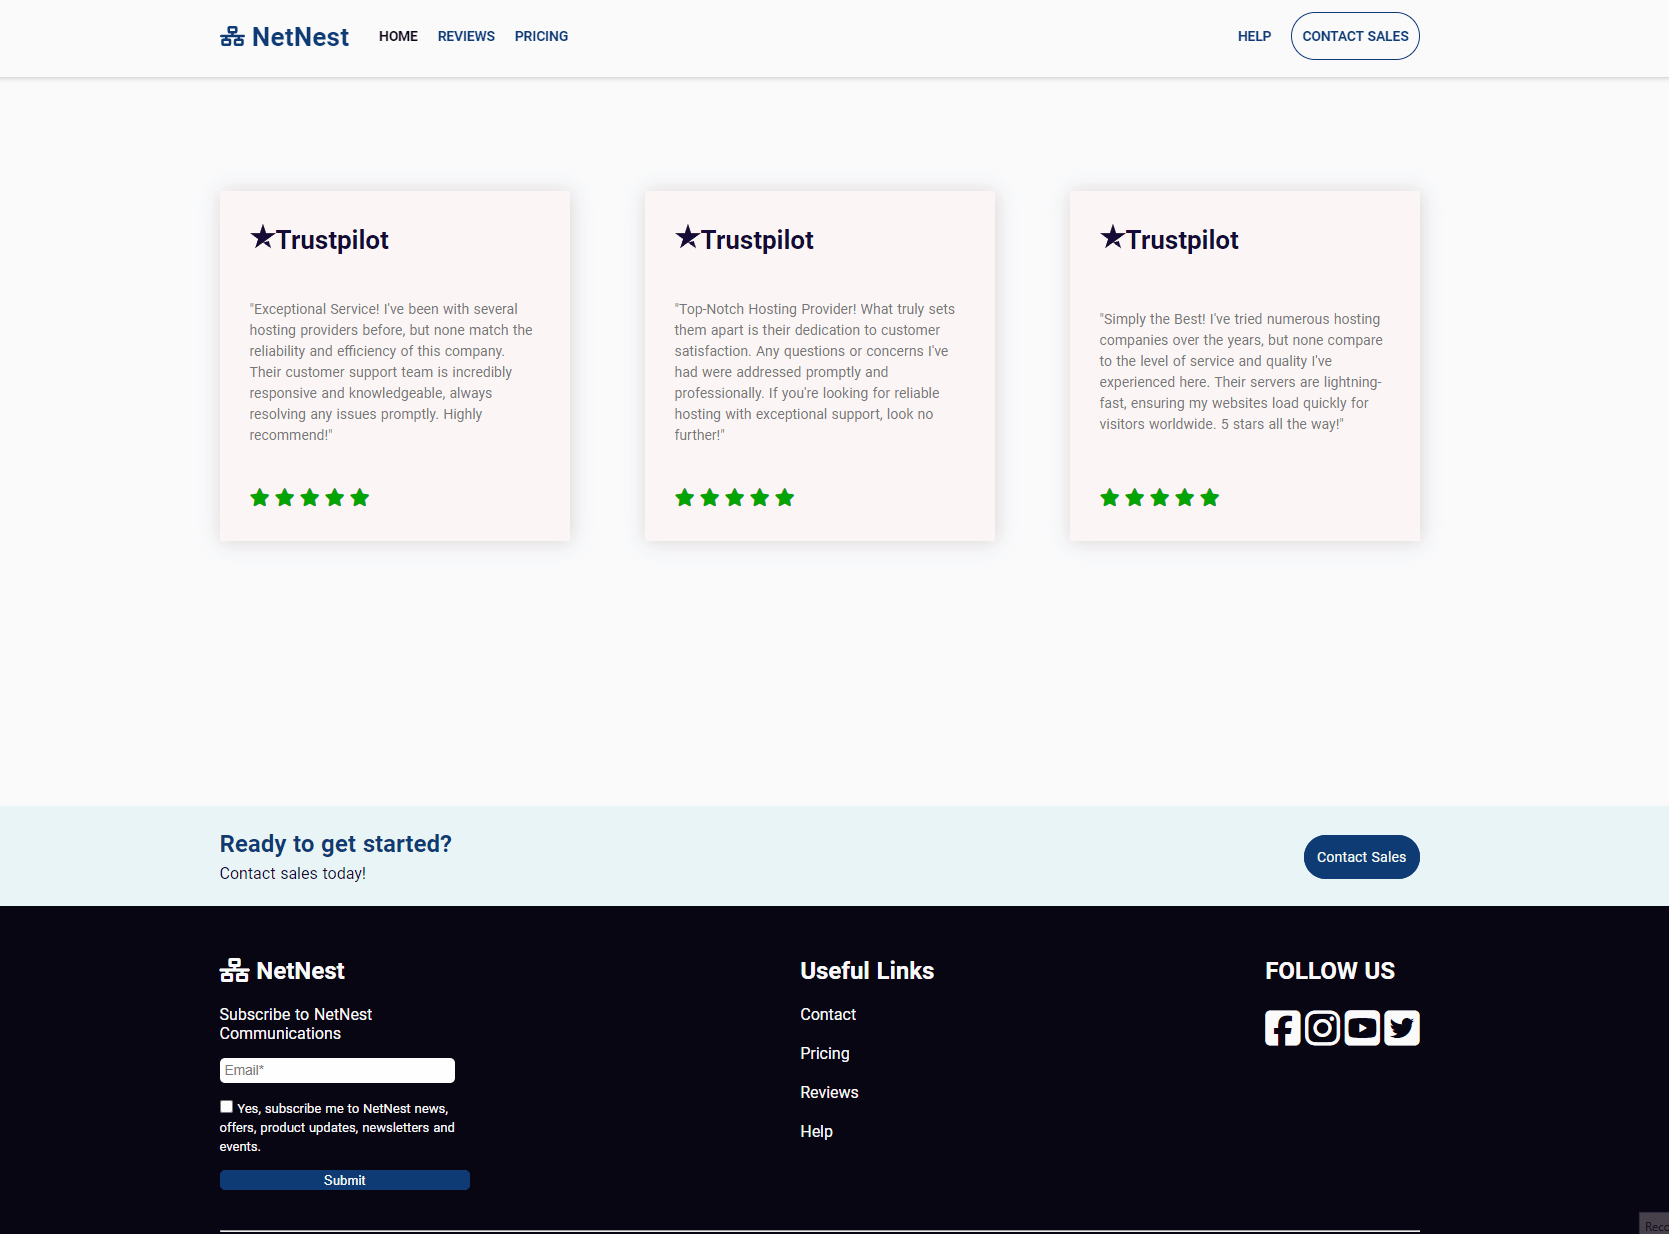 NetNest HOME REVIEWS PRICING HELP CONTACT SALES
Trustpilot
"Exceptional Service! I've been with several
hosting providers before, but none match the
reliability and efficiency of this company.
Their customer support team is incredibly
responsive and knowledgeable, always
resolving any issues promptly. Highly
recommend!"
Trustpilot
"Top-Notch Hosting Provider! What truly sets
them apart is their dedication to customer
satisfaction. Any questions or concerns I've
had were addressed promptly and
professionally. If you're looking for reliable
hosting with exceptional support, look no
further!"
Trustpilot
"Simply the Best! I've tried numerous hosting
companies over the years, but none compare
to the level of service and quality I've
experienced here. Their servers are lightning-
fast, ensuring my websites load quickly for
visitors worldwide. 5 stars all the way!"
Ready to get started?
Contact sales today!
Contact Sales
NetNest
Subscribe to NetNest
Communications
Email*
Yes, subscribe me to NetNest news,
offers, product updates, newsletters and
events.
Submit
Useful Links
Contact
Pricing
Reviews
Help
FOLLOW US